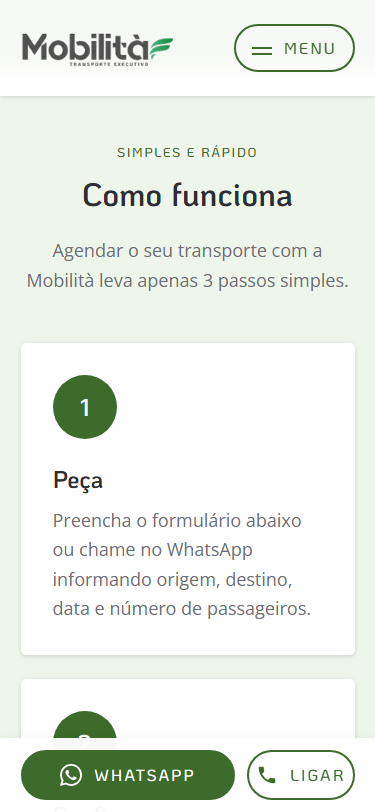 Mobilità
TRANSPORTE EXECUTIVO
MENU
SIMPLES E RÁPIDO
Como funciona
Agendar o seu transporte com a
Mobilità leva apenas 3 passos simples.
1
Peça
Preencha o formulário abaixo
ou chame no WhatsApp
informando origem, destino,
data e número de passageiros.
WHATSAPP
LIGAR